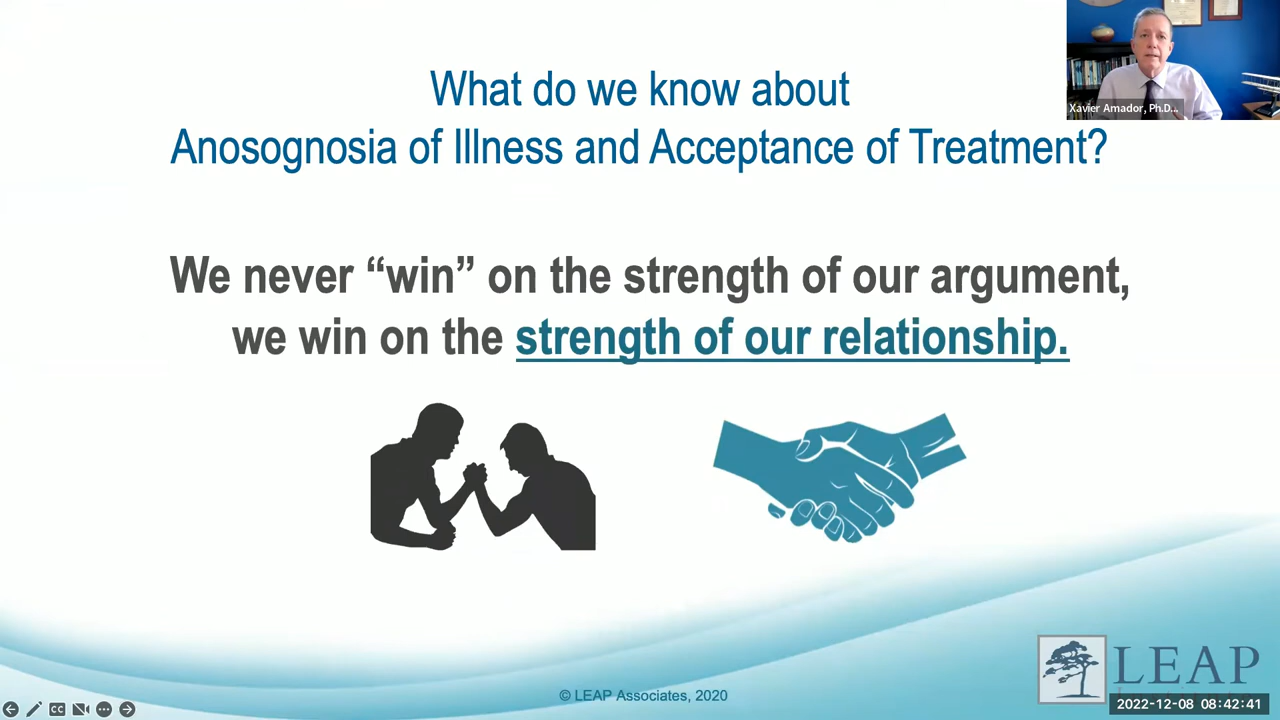 What do we know about
Anosognosia of Illness and Acceptance of Treatment?
Xavier Amador, Ph.D...
We never “win” on the strength of our argument,
we win on the strength of our relationship.
© LEAP Associates, 2020
LEAP
2022-12-08 08:42:41
CC